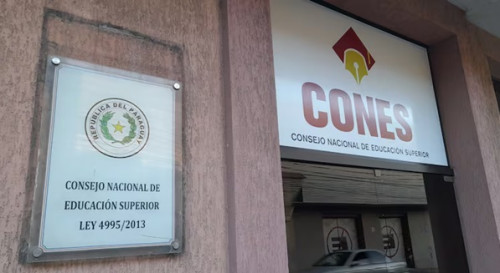 REPÚBLICA DEL PARAGUAY
CONSEJO NACIONAL DE
EDUCACIÓN SUPERIOR
LEY 4995/2013
CONES
CONSEJO NACIONAL DE EDUCACIÓN SUPERIOR